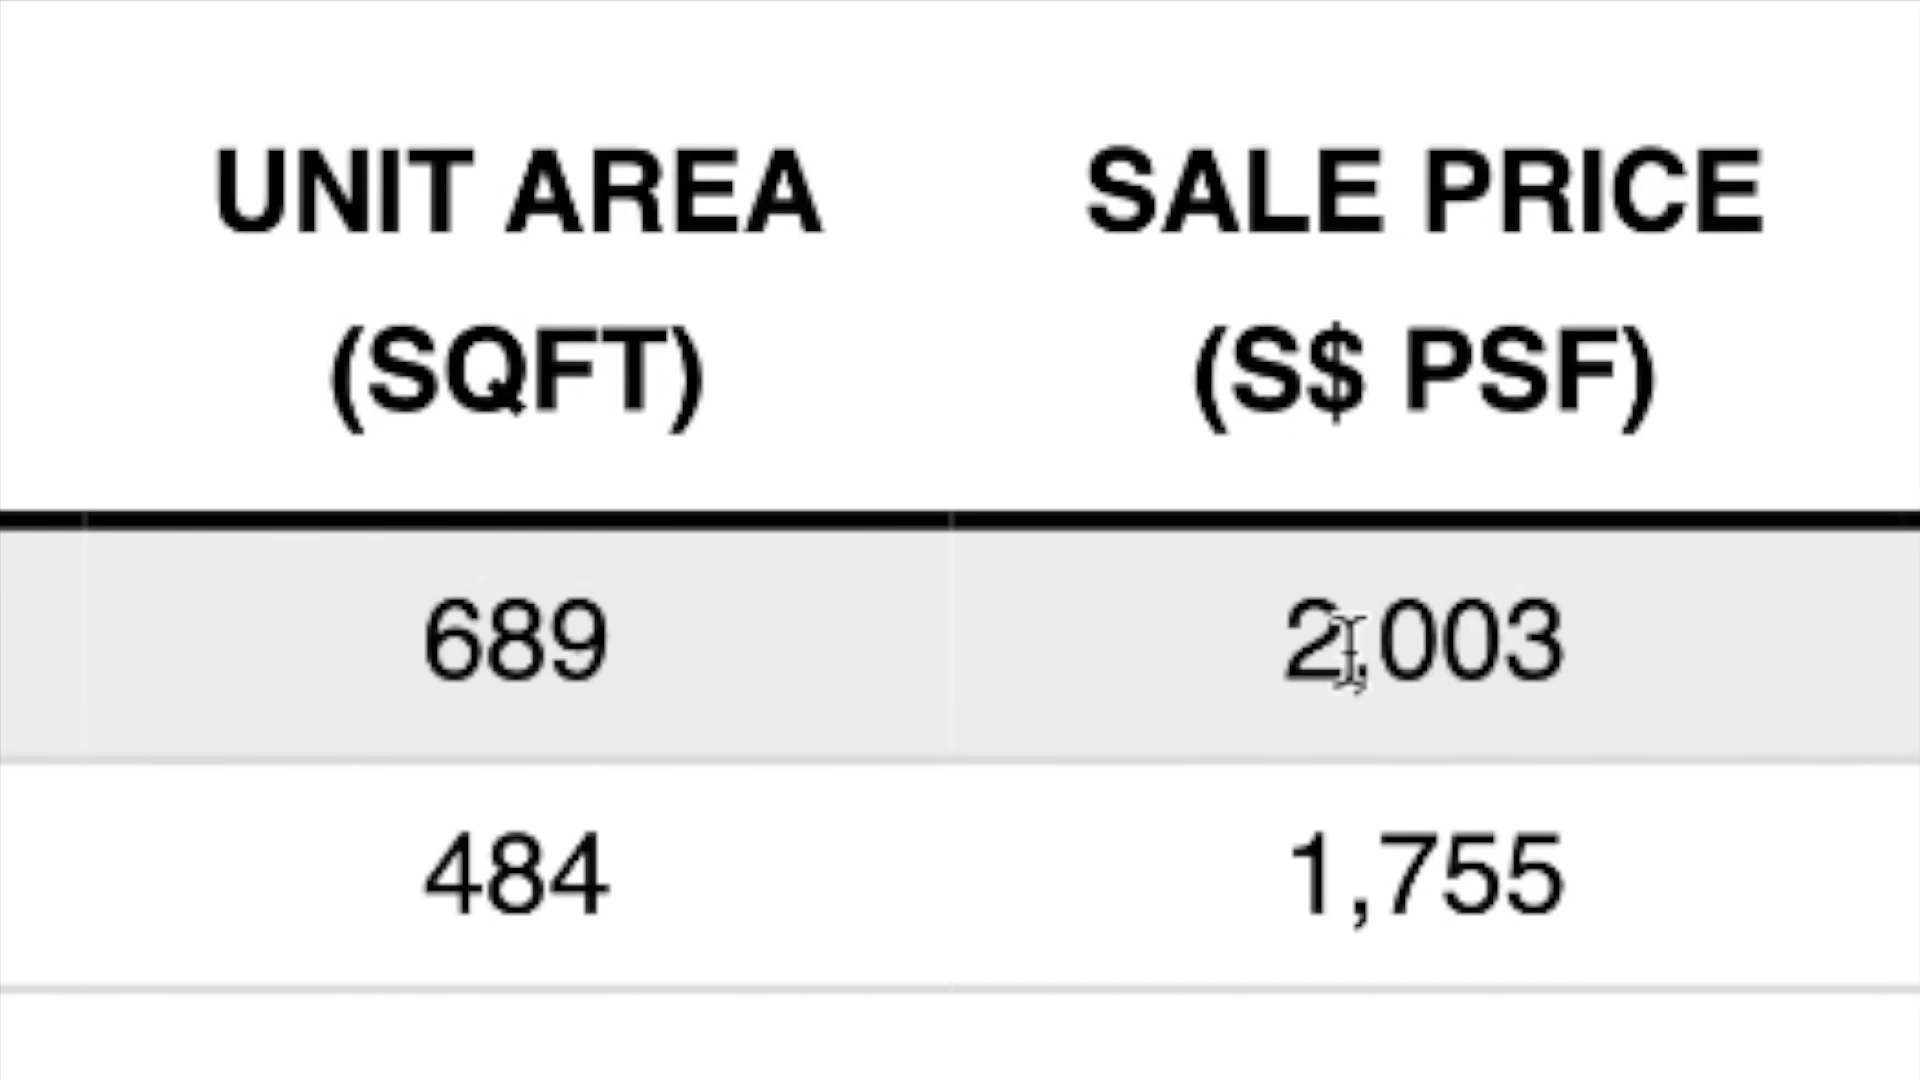 UNIT AREA
(SQFT)
SALE PRICE
(S$ PSF)
689 2,003
484 1,755